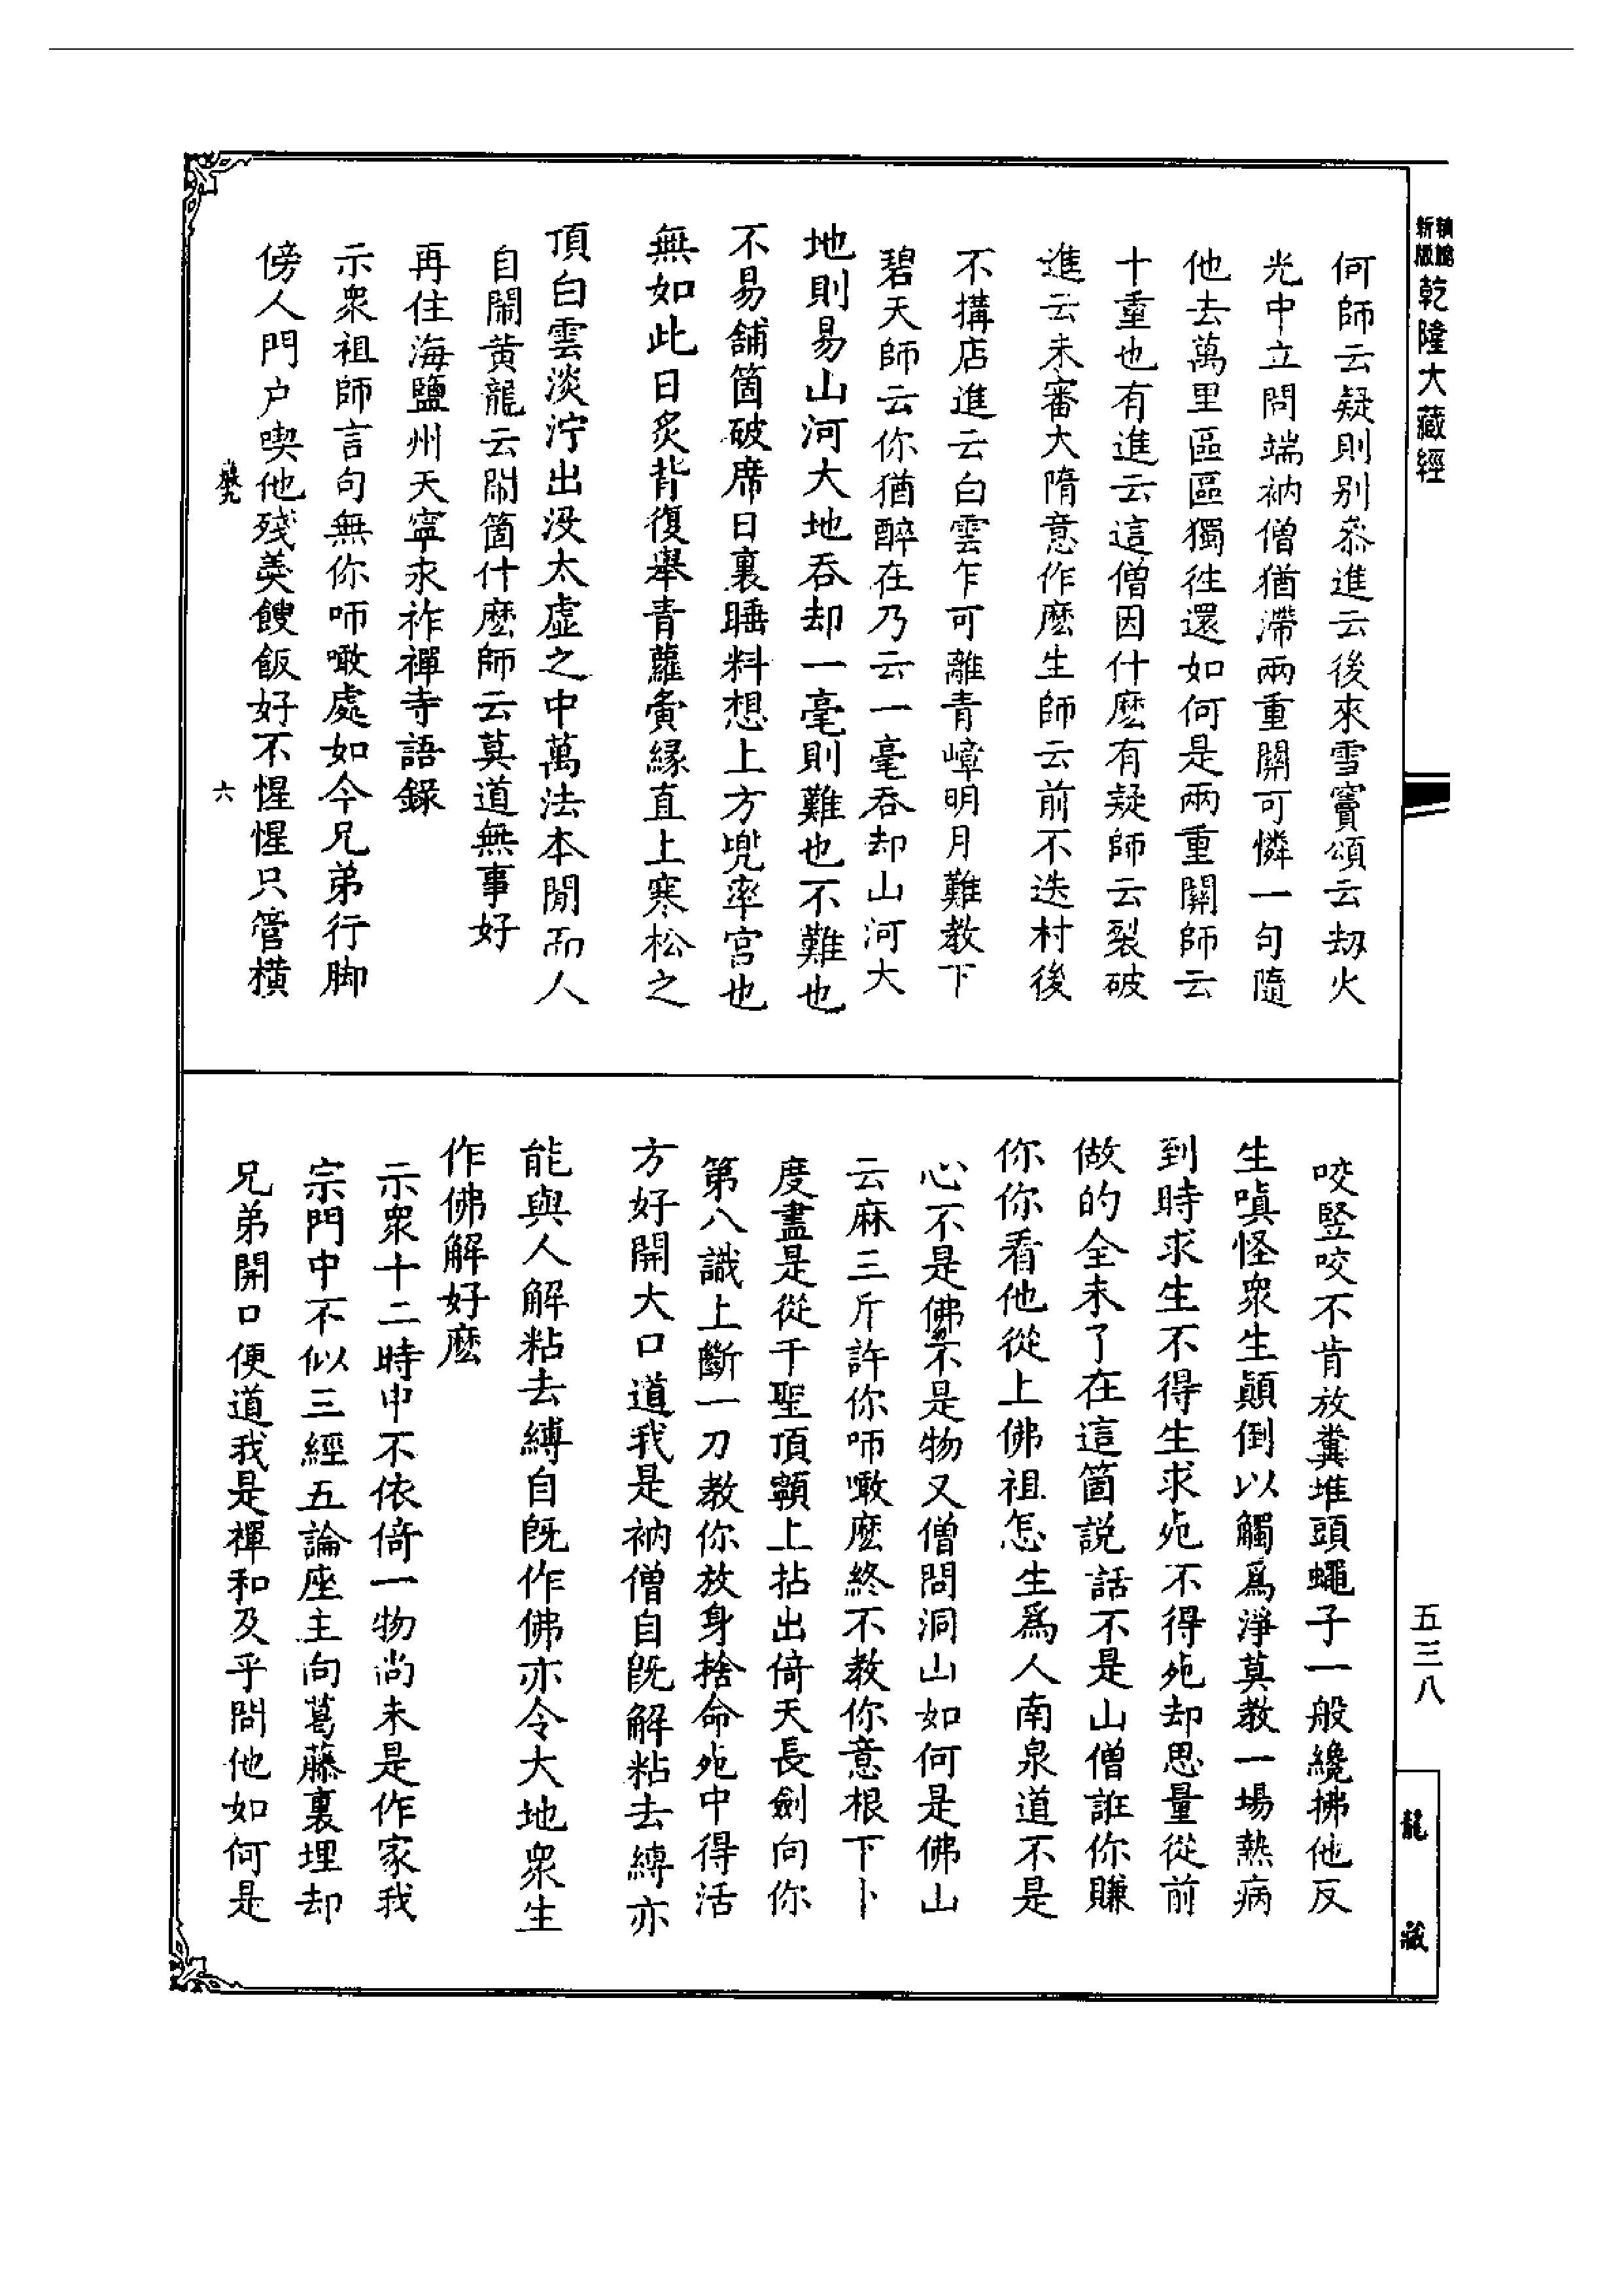 新版
乾隆大藏經
何師云疑則别叅進云後來雪竇頌云刼火
光中立問端衲僧猶滯兩重關可憐一句隨
他去萬里區區獨徃還如何是兩重關師云
十重也有進云這僧因什麽有疑師云裂破
進云未審大隋意作麽生師云前不迭村後
不搆店進云白雲乍可離青嶂明月難教下
碧天師云你猶醉在乃云一毫吞却山河大
地則易山河大地吞却一毫則難也不難也
不易舖箇破席日裏睡料想上方兜率宫也
無如此日炙背復舉青蘿夤緣直上寒松之
頂白雲淡泞出沒太虛之中萬法本閒而人
自鬧黄龍云閙箇什麽師云莫道無事好
再住海鹽州天寧永祚禪寺語録
示衆祖師言句無你咂噉處如今兄弟行脚
傍人門户喫他殘羮餿飯好不惺惺只管橫
六
咬竪咬不肯放糞堆頭蠅子一般纔拂他反
生嗔怪衆生顛倒以觸爲淨莫教一場熱病
到時求生不得生求死不得死却思量從前
做的全未了在這箇説話不是山僧誑你賺
你你看他從上佛祖怎生爲人南泉道不是
心不是佛不是物又僧問洞山如何是佛山
云麻三斤許你咂噉麽終不教你意根下卜
度盡是從千聖頂𩕳上拈出倚天長劍向你
第八識上斷一刀教你放身捨命死中得活
方好開大口道我是衲僧自旣解粘去縛亦
能與人解粘去縛自旣作佛亦令大地衆生
作佛解好麽
示衆十二時中不依倚一物尚未是作家我
宗門中不似三經五論座主向葛藤裏埋却
兄弟開口便道我是禪和及乎問他如何是
五三八
龍藏